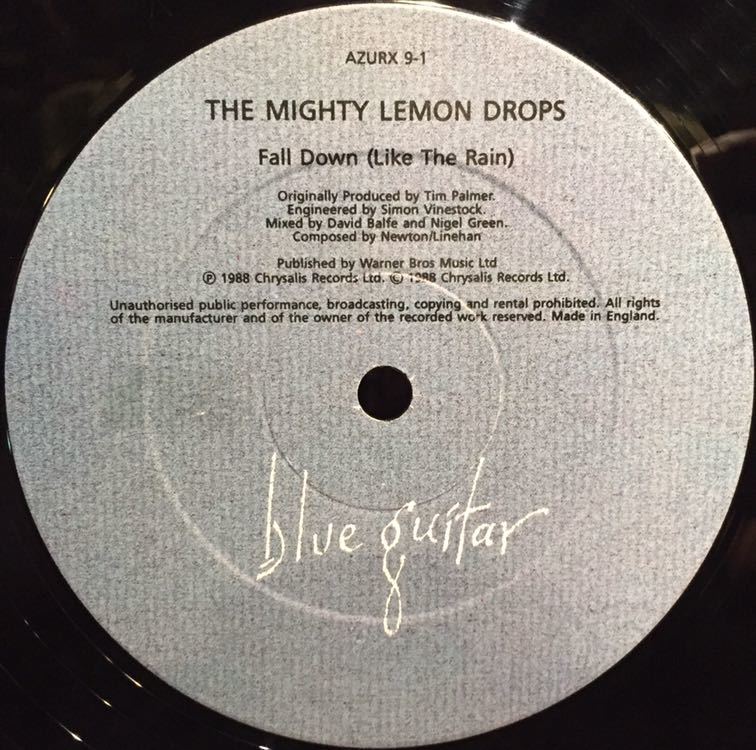 AZURX 9-1
THE MIGHTY LEMON DROPS
Fall Down (Like The Rain)
Originally Produced by Tim Palmer.
Engineered by Simon Vinestock.
Mixed by David Balfe and Nigel Green.
Composed by Newton/Linehan
Published by Warner Bros Music Ltd
℗ 1988 Chrysalis Records Ltd. © 1988 Chrysalis Records Ltd.
Unauthorised public performance, broadcasting, copying and rental prohibited. All rights
of the manufacturer and of the owner of the recorded work reserved. Made in England.
blue guitar